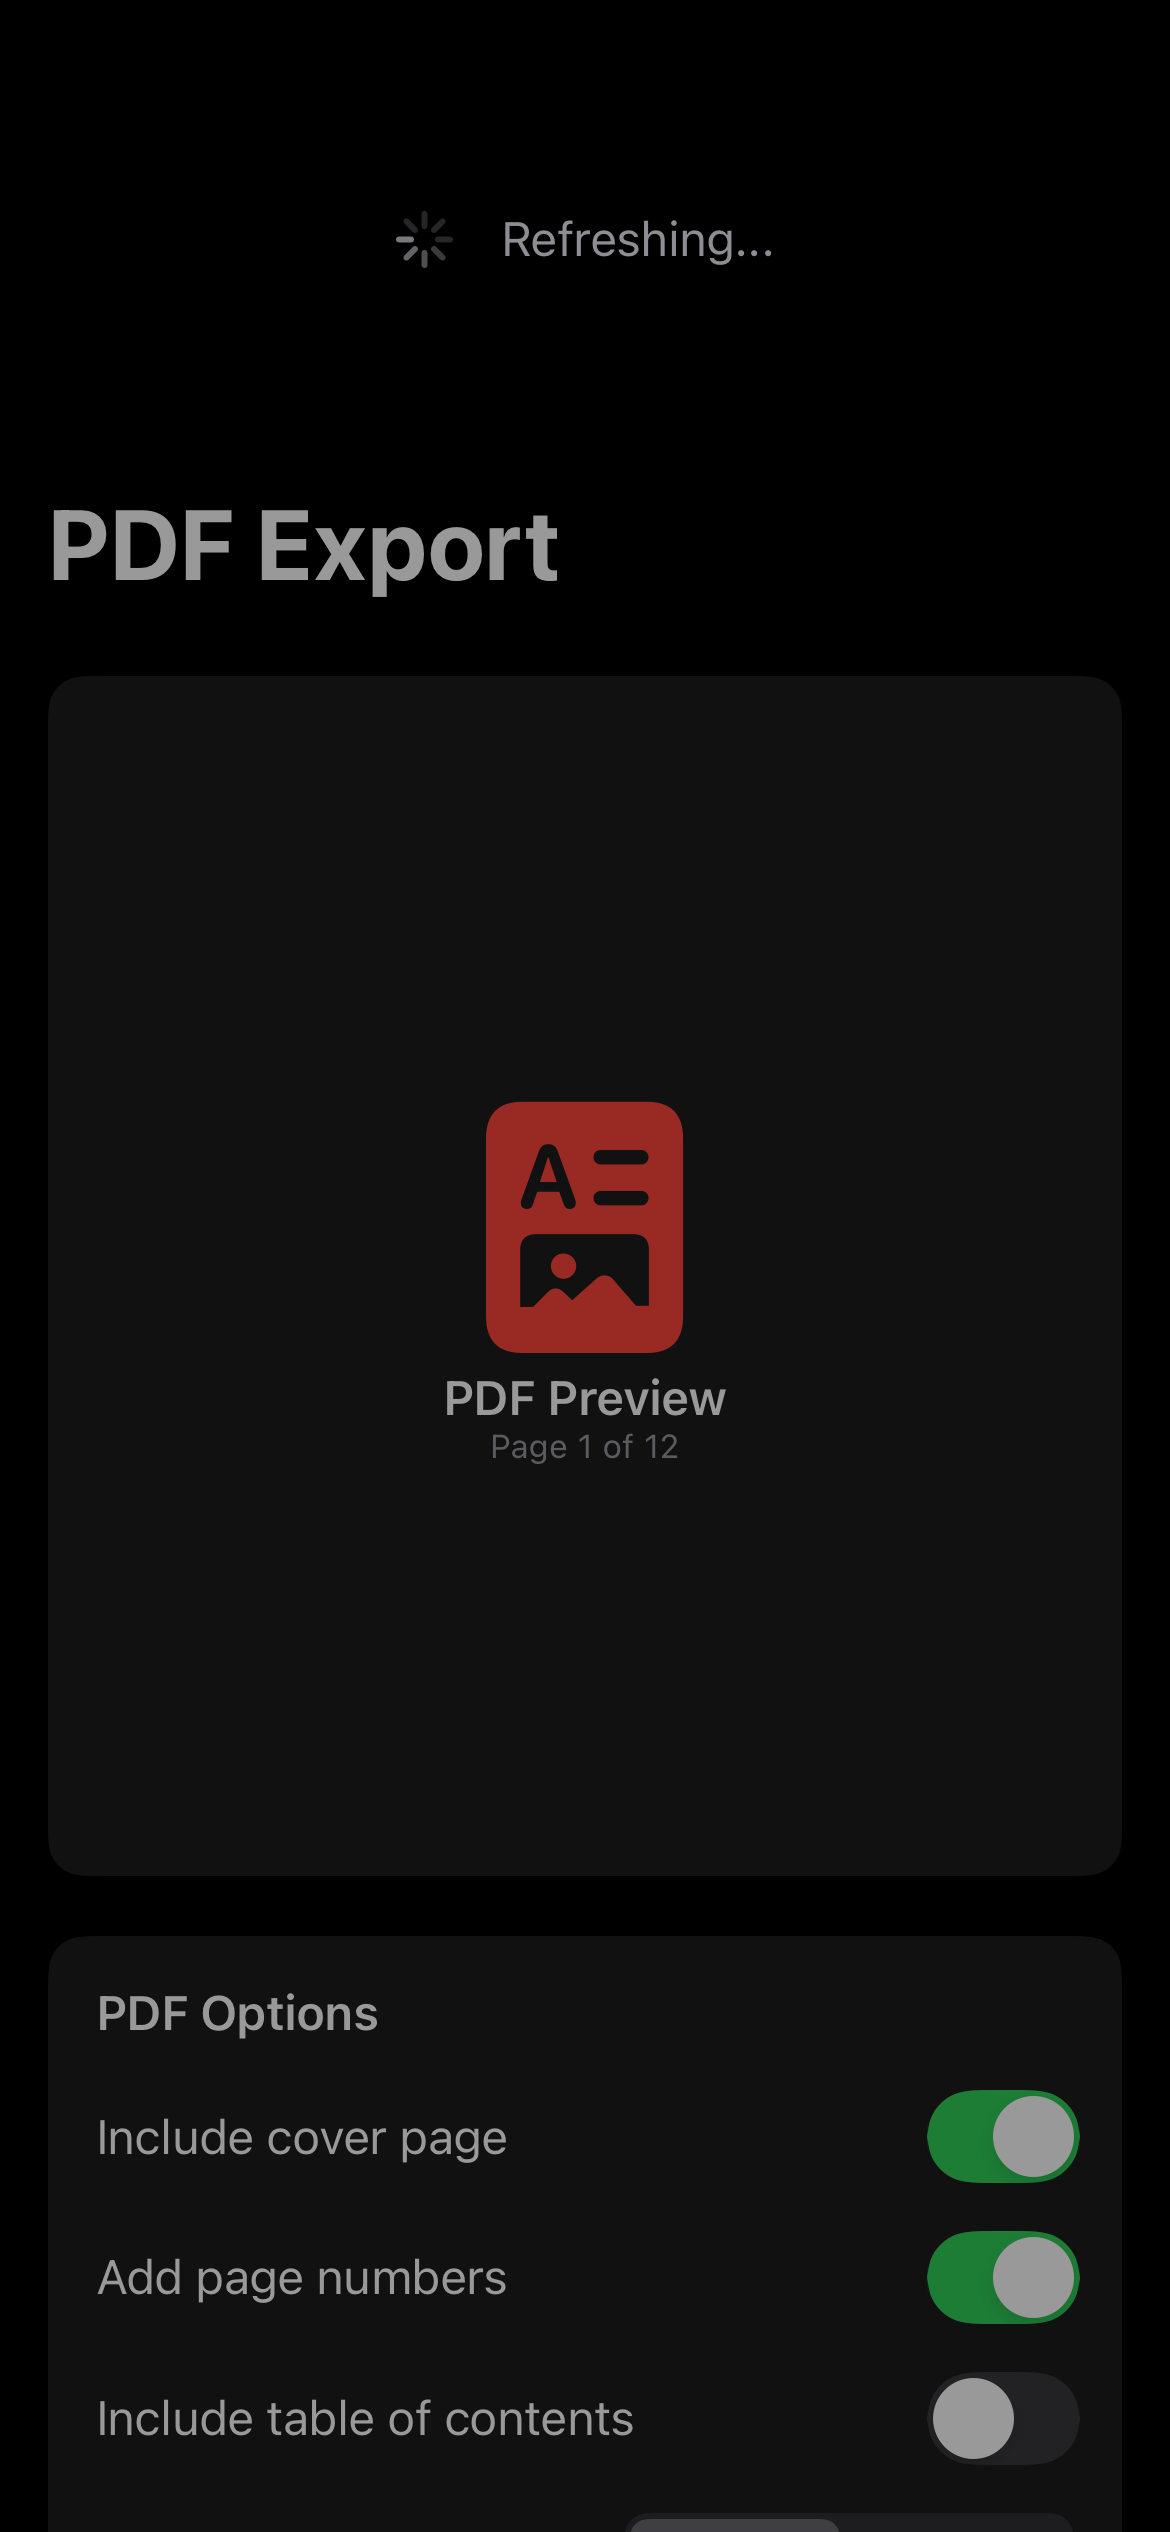 Refreshing...
PDF Export
PDF Preview
Page 1 of 12
PDF Options
Include cover page
Add page numbers
Include table of contents